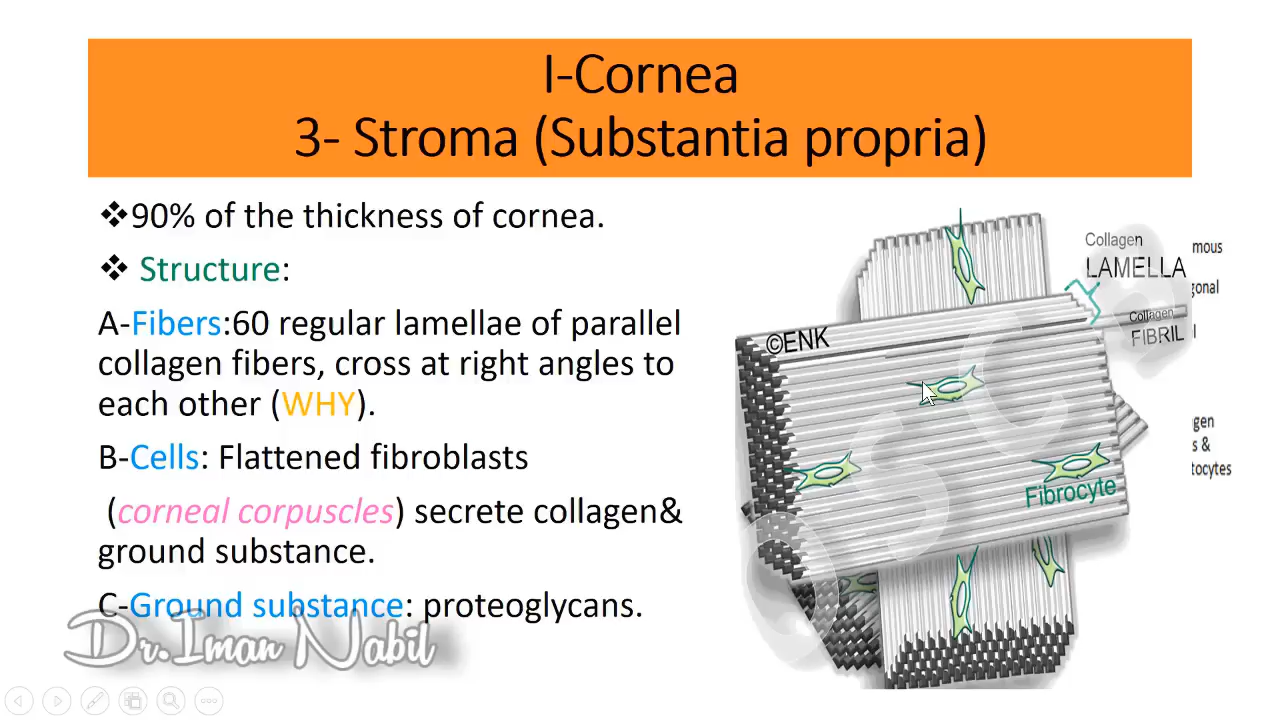 I-Cornea
3- Stroma (Substantia propria)
❖90% of the thickness of cornea.
❖ Structure:
A-Fibers:60 regular lamellae of parallel
collagen fibers, cross at right angles to
each other (WHY).
B-Cells: Flattened fibroblasts
(corneal corpuscles) secrete collagen&
ground substance.
C-Ground substance: proteoglycans.
Dr.Iman Nabil
Collagen
LAMELLA
Collagen
FIBRIL
©ENK
Fibrocyte
mous
gonal
gen
s &
tocytes